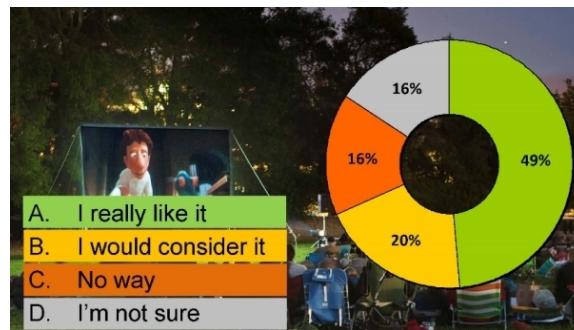 16%
49%
16%
20%
A. I really like it
B. I would consider it
C. No way
D. I'm not sure